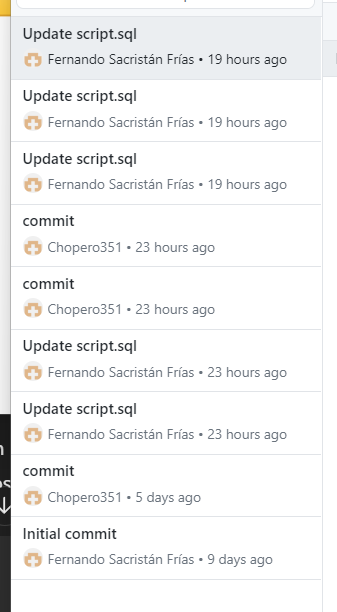 Update script.sql
Fernando Sacristán Frías • 19 hours ago
Update script.sql
Fernando Sacristán Frías • 19 hours ago
Update script.sql
Fernando Sacristán Frías • 19 hours ago
commit
Chopero351 • 23 hours ago
commit
Chopero351 • 23 hours ago
Update script.sql
Fernando Sacristán Frías • 23 hours ago
Update script.sql
Fernando Sacristán Frías • 23 hours ago
commit
Chopero351 • 5 days ago
Initial commit
Fernando Sacristán Frías • 9 days ago